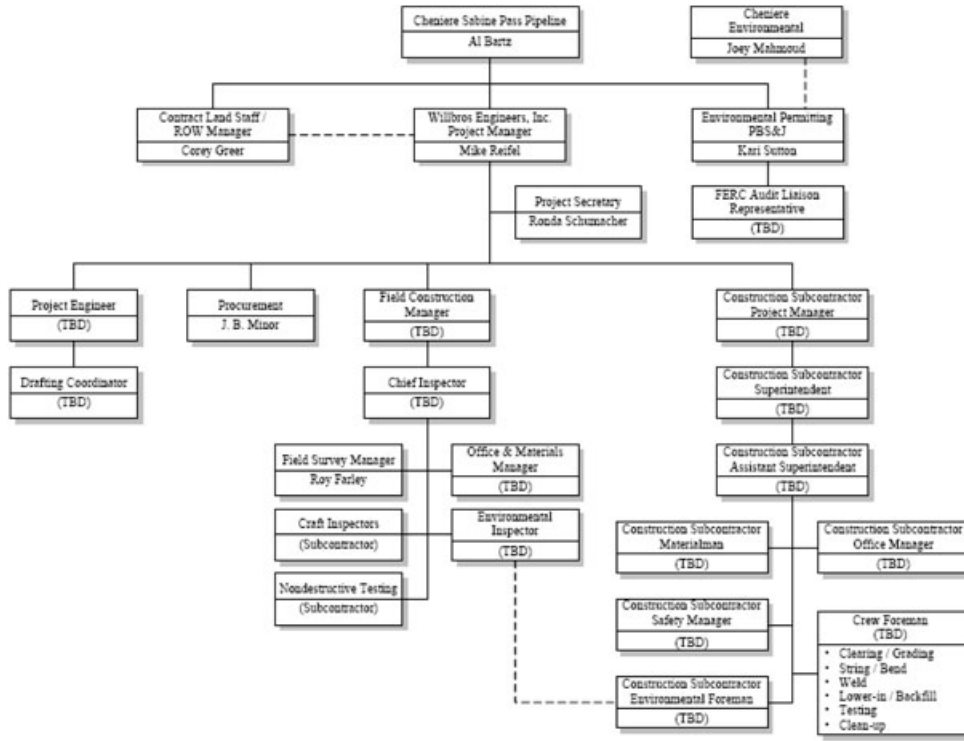 Cheniere Sabine Pass Pipeline
Al Bartz
Cheniere
Environmental
Joey Mahmoud
Contract Land Staff /
ROW Manager
Corey Greer
Willbros Engineers, Inc.
Project Manager
Mike Reifel
Environmental Permitting
PBS&J
Kari Sutton
Project Secretary
Ronda Schumacher
FERC Audit Liaison
Representative
(TBD)
Project Engineer
(TBD)
Procurement
J. B. Minor
Field Construction
Manager
(TBD)
Construction Subcontractor
Project Manager
(TBD)
Drafting Coordinator
(TBD)
Chief Inspector
(TBD)
Construction Subcontractor
Superintendent
(TBD)
Field Survey Manager
Roy Farley
Office & Materials
Manager
(TBD)
Construction Subcontractor
Assistant Superintendent
(TBD)
Craft Inspectors
(Subcontractor)
Environmental
Inspector
(TBD)
Construction Subcontractor
Materialman
(TBD)
Construction Subcontractor
Office Manager
(TBD)
Nondestructive Testing
(Subcontractor)
Construction Subcontractor
Safety Manager
(TBD)
Crew Foreman
(TBD)
• Clearing / Grading
• String / Bend
• Weld
• Lower-in / Backfill
• Testing
• Clean-up
Construction Subcontractor
Environmental Foreman
(TBD)